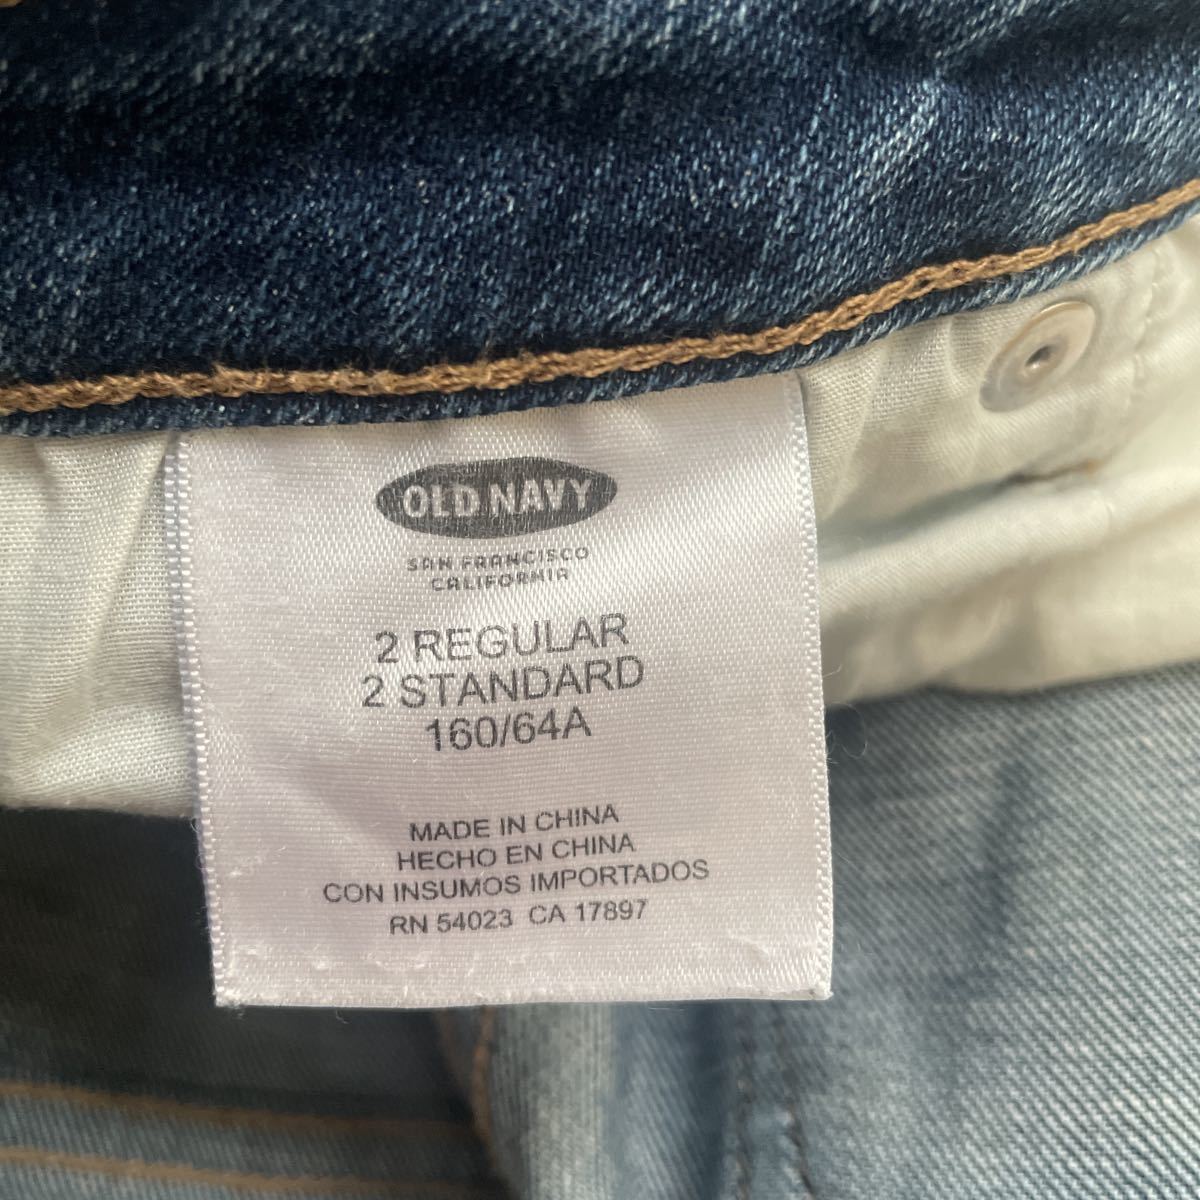 OLD NAVY
SAN FRANCISCO
CALIFORNIA
2 REGULAR
2 STANDARD
160/64A
MADE IN CHINA
HECHO EN CHINA
CON INSUMOS IMPORTADOS
RN 54023 CA 17897